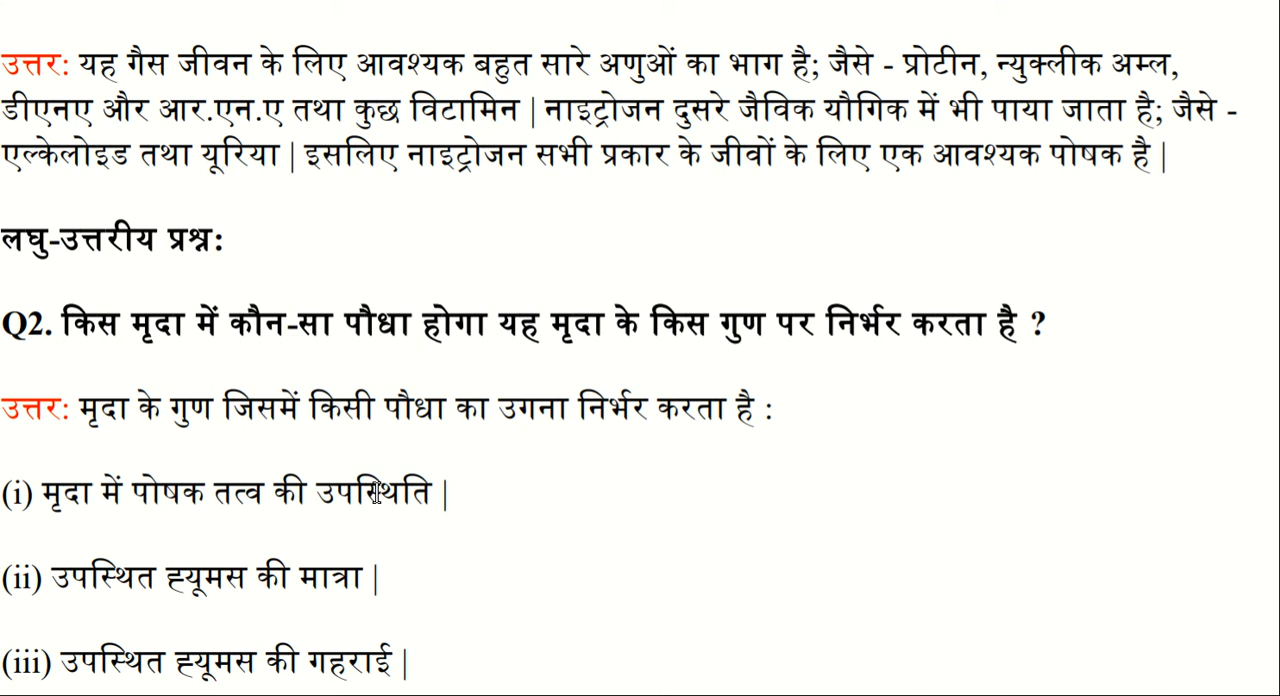 उत्तर: यह गैस जीवन के लिए आवश्यक बहुत सारे अणुओं का भाग है; जैसे - प्रोटीन, न्युक्लीक अम्ल,
डीएनए और आर.एन.ए तथा कुछ विटामिन | नाइट्रोजन दुसरे जैविक यौगिक में भी पाया जाता है; जैसे -
एल्केलोइड तथा यूरिया | इसलिए नाइट्रोजन सभी प्रकार के जीवों के लिए एक आवश्यक पोषक है |
लघु-उत्तरीय प्रश्न:
Q2. किस मृदा में कौन-सा पौधा होगा यह मृदा के किस गुण पर निर्भर करता है ?
उत्तर: मृदा के गुण जिसमें किसी पौधा का उगना निर्भर करता है :
(i) मृदा में पोषक तत्व की उपस्थिति |
(ii) उपस्थित ह्यूमस की मात्रा |
(iii) उपस्थित ह्यूमस की गहराई |